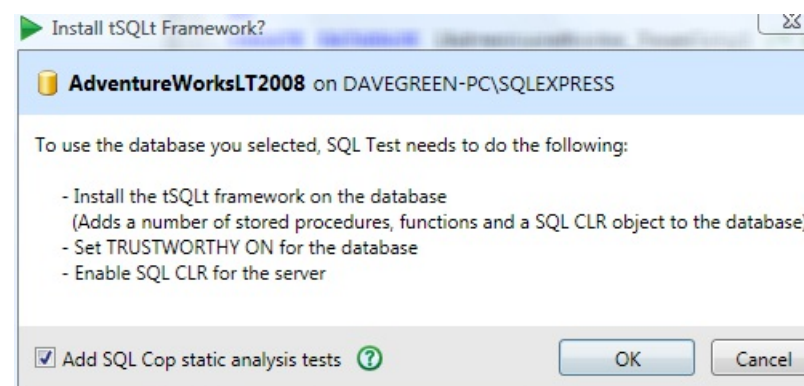 Install tSQLt Framework?
AdventureWorksLT2008 on DAVEGREEN-PC\SQLEXPRESS
To use the database you selected, SQL Test needs to do the following:
- Install the tSQLt framework on the database
(Adds a number of stored procedures, functions and a SQL CLR object to the database)
- Set TRUSTWORTHY ON for the database
- Enable SQL CLR for the server
Add SQL Cop static analysis tests ?
OK Cancel